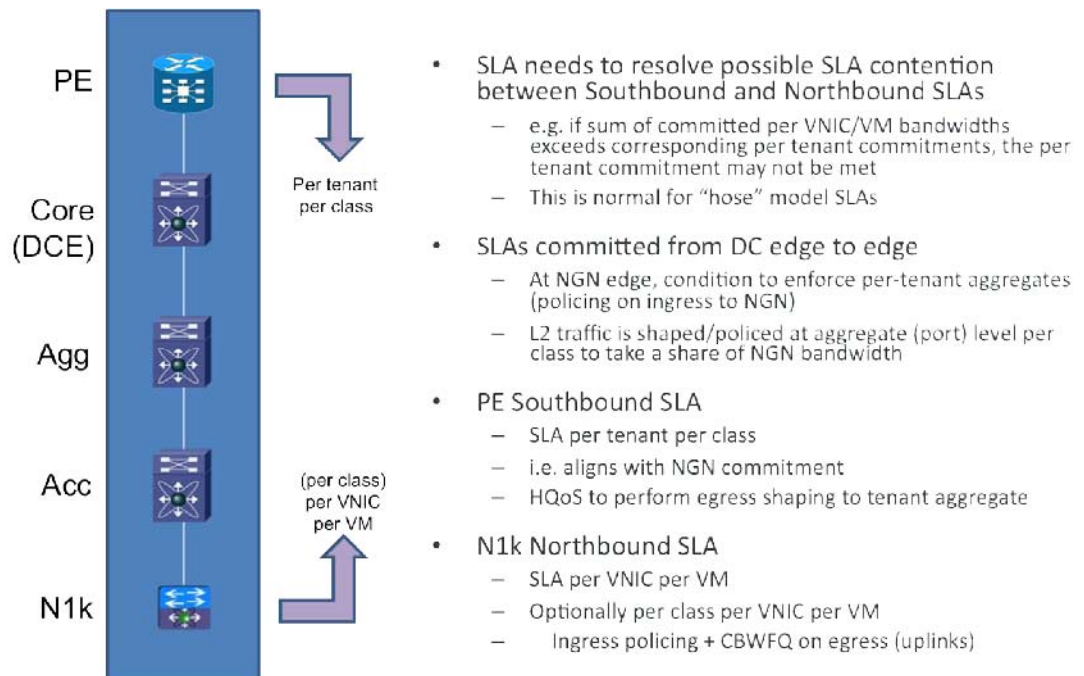 PE
Core
(DCE)
Agg
Acc
N1k
Per tenant
per class
(per class)
per VNIC
per VM
• SLA needs to resolve possible SLA contention
between Southbound and Northbound SLAs
– e.g. if sum of committed per VNIC/VM bandwidths
exceeds corresponding per tenant commitments, the per
tenant commitment may not be met
– This is normal for “hose” model SLAs
• SLAs committed from DC edge to edge
– At NGN edge, condition to enforce per-tenant aggregates
(policing on ingress to NGN)
– L2 traffic is shaped/policed at aggregate (port) level per
class to take a share of NGN bandwidth
• PE Southbound SLA
– SLA per tenant per class
– i.e. aligns with NGN commitment
– HQoS to perform egress shaping to tenant aggregate
• N1k Northbound SLA
– SLA per VNIC per VM
– Optionally per class per VNIC per VM
– Ingress policing + CBWFQ on egress (uplinks)